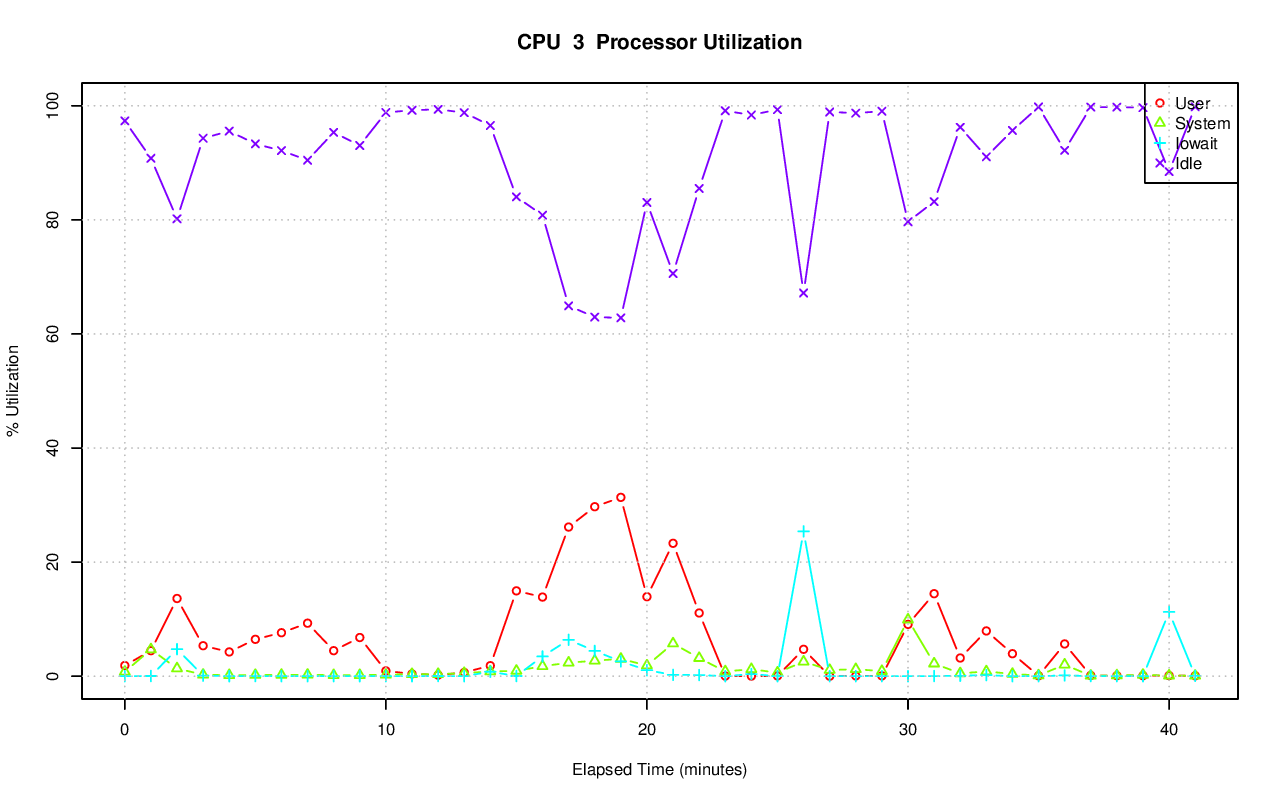 CPU  3  Processor Utilization
% Utilization
100
80
60
40
20
0
User
System
Iowait
Idle
0 10 20 30 40
Elapsed Time (minutes)